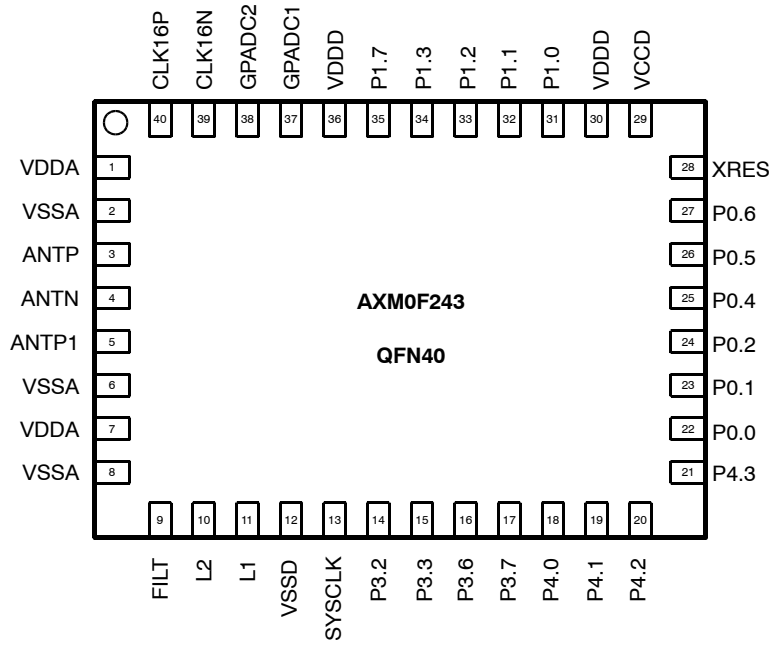 CLK16P CLK16N GPADC2 GPADC1 VDDD P1.7 P1.3 P1.2 P1.1 P1.0 VDDD VCCD
40 39 38 37 36 35 34 33 32 31 30 29
VDDA 1 28 XRES
VSSA 2 27 P0.6
ANTP 3 26 P0.5
ANTN 4 25 P0.4
AXM0F243
ANTP1 5 24 P0.2
QFN40
VSSA 6 23 P0.1
VDDA 7 22 P0.0
VSSA 8 21 P4.3
9 10 11 12 13 14 15 16 17 18 19 20
FILT L2 L1 VSSD SYSCLK P3.2 P3.3 P3.6 P3.7 P4.0 P4.1 P4.2